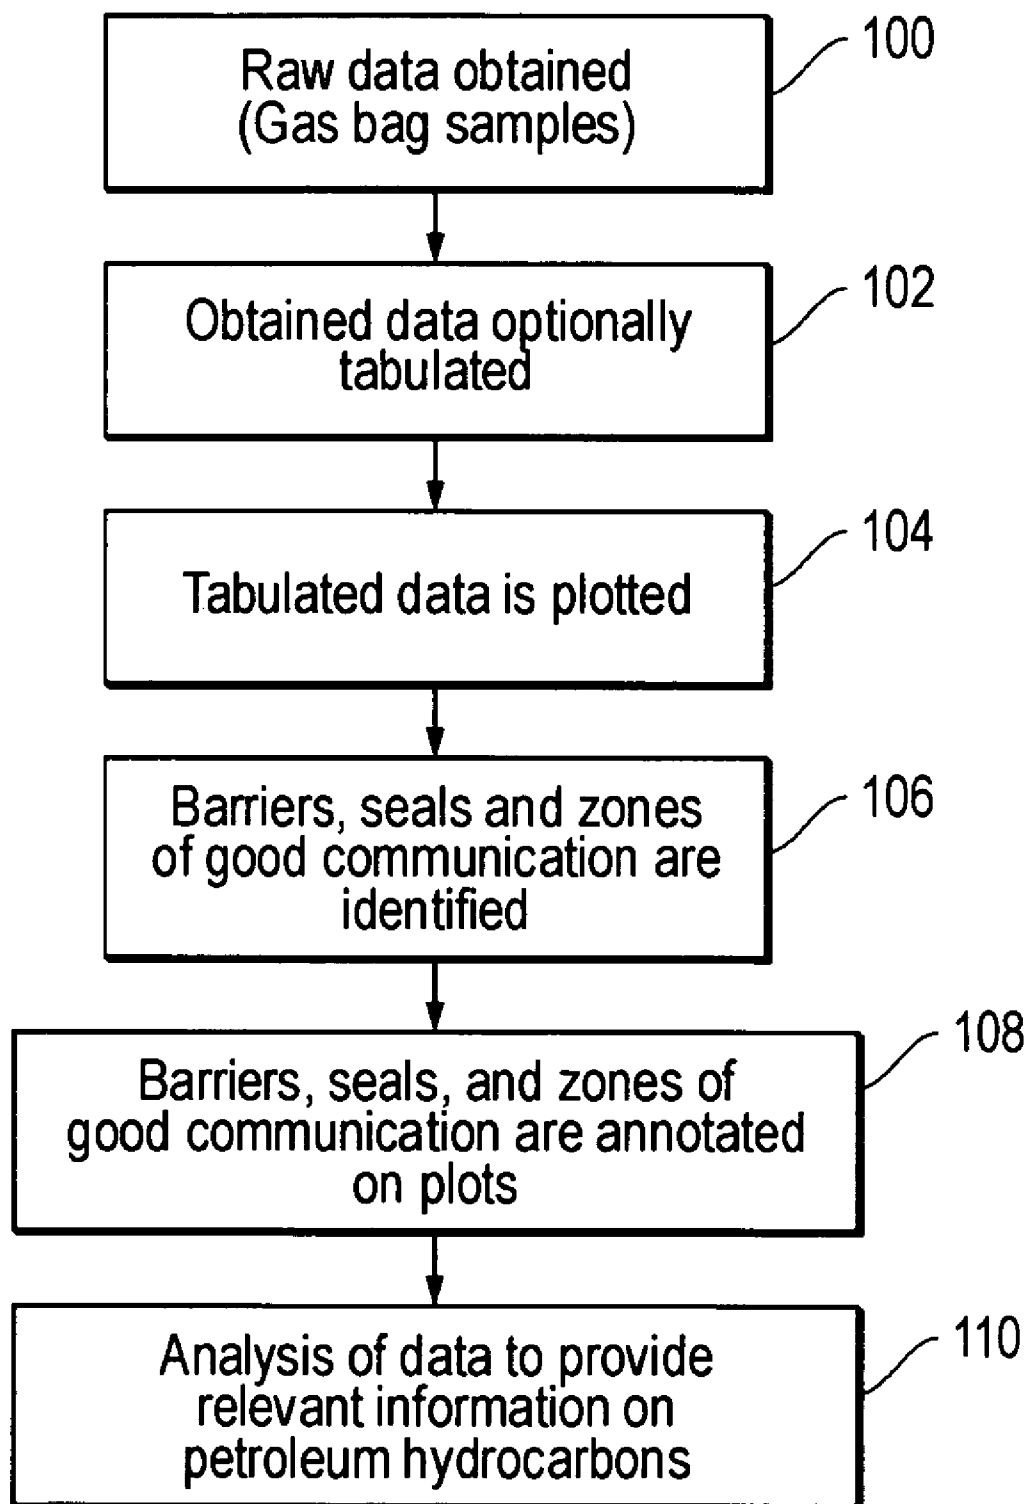 100
Raw data obtained
(Gas bag samples)
102
Obtained data optionally
tabulated
104
Tabulated data is plotted
106
Barriers, seals and zones
of good communication are
identified
108
Barriers, seals, and zones of
good communication are annotated
on plots
110
Analysis of data to provide
relevant information on
petroleum hydrocarbons